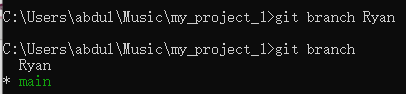 C:\Users\abdul\Music\my_project_1>git branch Ryan
C:\Users\abdul\Music\my_project_1>git branch
  Ryan
* main